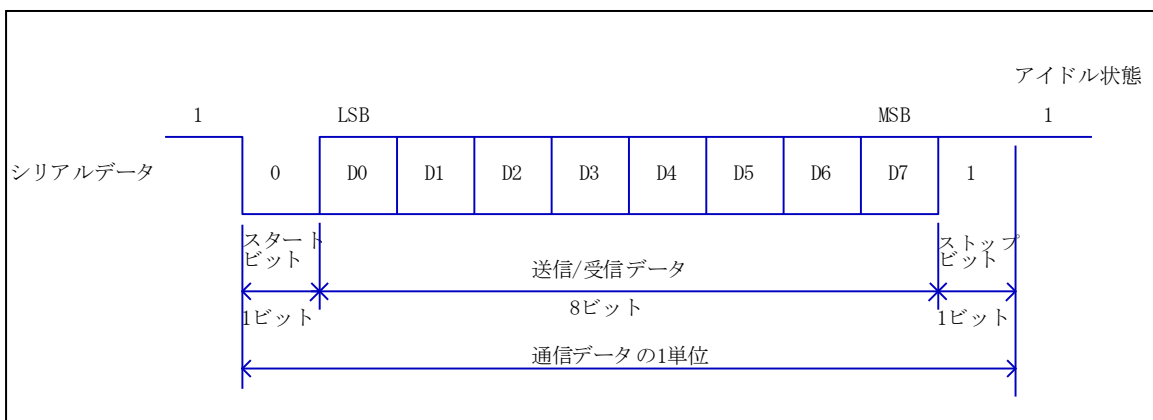 アイドル状態
1 LSB MSB 1
シリアルデータ 0 D0 D1 D2 D3 D4 D5 D6 D7 1
スタート
ビット
ストップ
ビット
送信/受信データ
1ビット 8ビット 1ビット
通信データの1単位